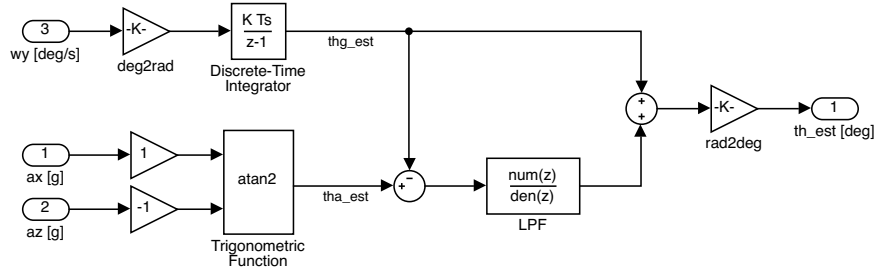 3
wy [deg/s]
-K-
deg2rad
K Ts
z-1
Discrete-Time
Integrator
thg_est
1
ax [g]
1
2
az [g]
-1
atan2
Trigonometric
Function
tha_est
+
−
num(z)
den(z)
LPF
+
+
-K-
rad2deg
1
th_est [deg]